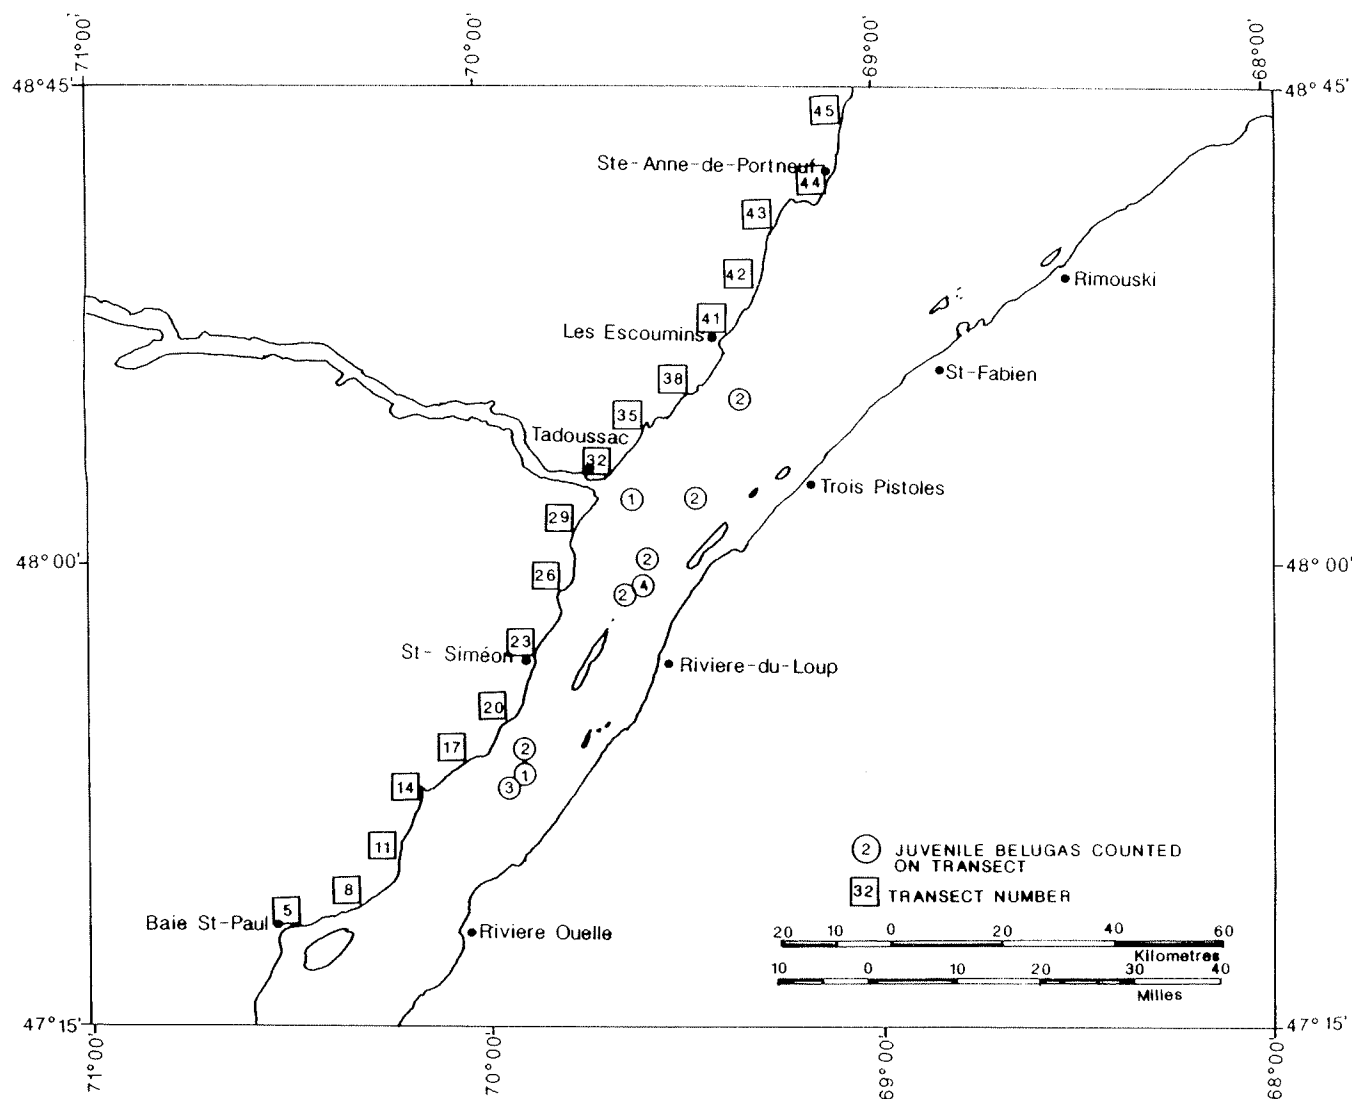 71°00'
70°00'
69°00'
68°00'
48°45'
48°45'
45
Ste-Anne-de-Portneuf
44
43
42
Rimouski
41
Les Escoumins
St-Fabien
38
2
35
Tadoussac
32
Trois Pistoles
1
2
29
48°00'
2
48°00'
26
4
2
23
St- Siméon
Riviere-du-Loup
20
17
2
1
14
3
11
2 JUVENILE BELUGAS COUNTED
ON TRANSECT
8
32 TRANSECT NUMBER
5
Baie St-Paul
Riviere Ouelle
20 10 0 20 40 60
Kilometres
10 0 10 20 30 40
Milles
47°15'
47°15'
71°00'
70°00'
69°00'
68°00'